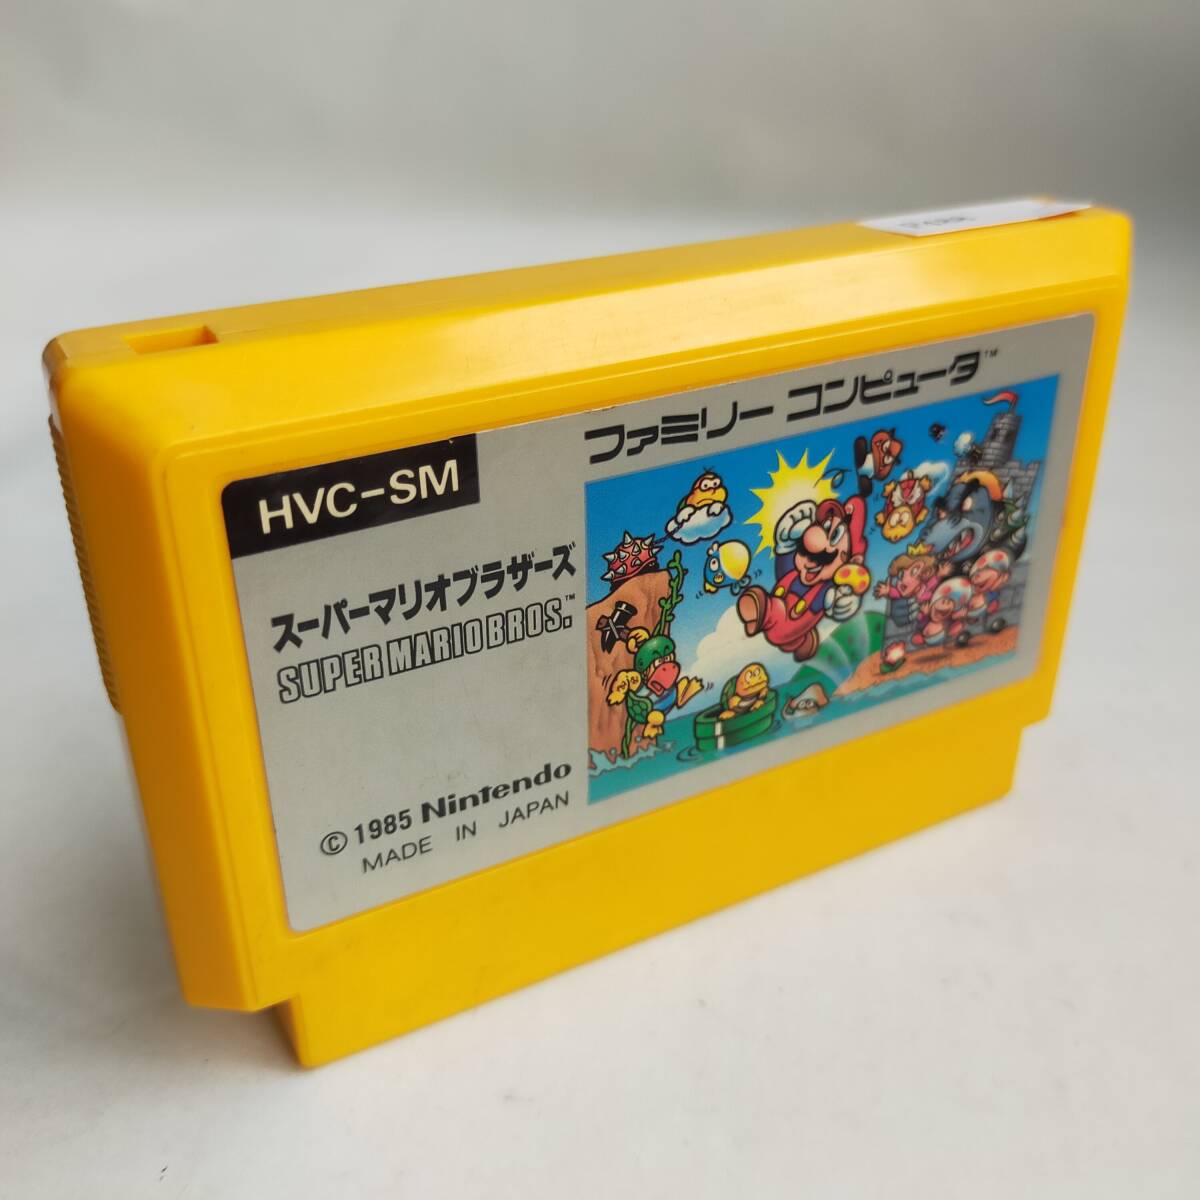 HVC-SM
ファミリー コンピュータ™
スーパーマリオブラザーズ
SUPER MARIO BROS.™
© 1985 Nintendo
MADE IN JAPAN